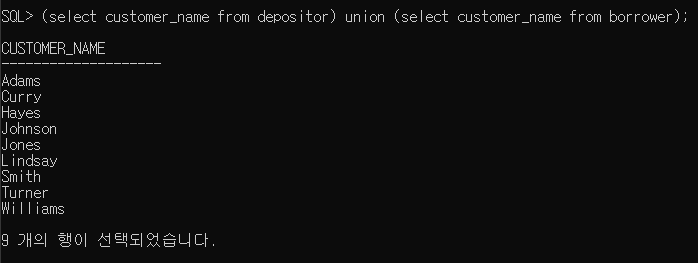 SQL> (select customer_name from depositor) union (select customer_name from borrower);
CUSTOMER_NAME
--------------------
Adams
Curry
Hayes
Johnson
Jones
Lindsay
Smith
Turner
Williams
9 개의 행이 선택되었습니다.